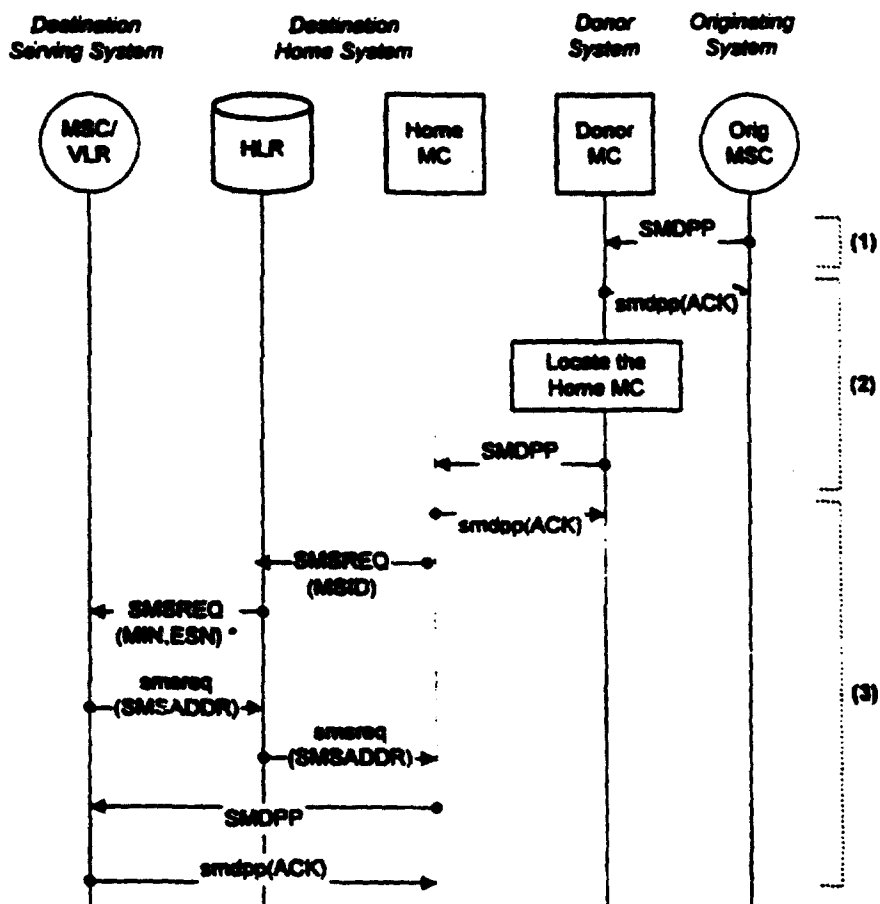 Destination
Serving System
Destination
Home System
Donor
System
Originating
System
MSC/
VLR
HLR
Home
MC
Donor
MC
Orig
MSC
SMDPP
(1)
smdpp(ACK)
Locate the
Home MC
(2)
SMDPP
smdpp(ACK)
SMSREQ
(MSID)
SMSREQ
(MIN,ESN)
smsreq
(SMSADDR)
(3)
smsreq
(SMSADDR)
SMDPP
smdpp(ACK)